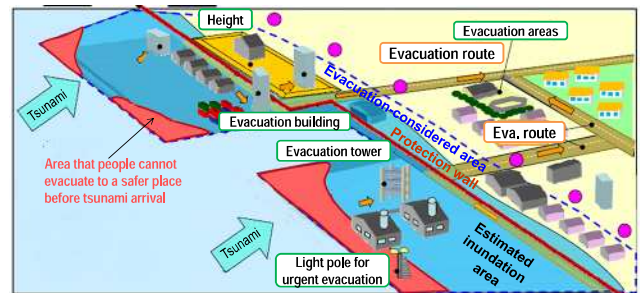 Height
Evacuation areas
Evacuation route
Tsunami
Evacuation-considered area
Evacuation building
Eva, route
Protection wall
Evacuation tower
Area that people cannot
evacuate to a safer place
before tsunami arrival
Tsunami
Estimated
inundation
area
Light pole for
urgent evacuation